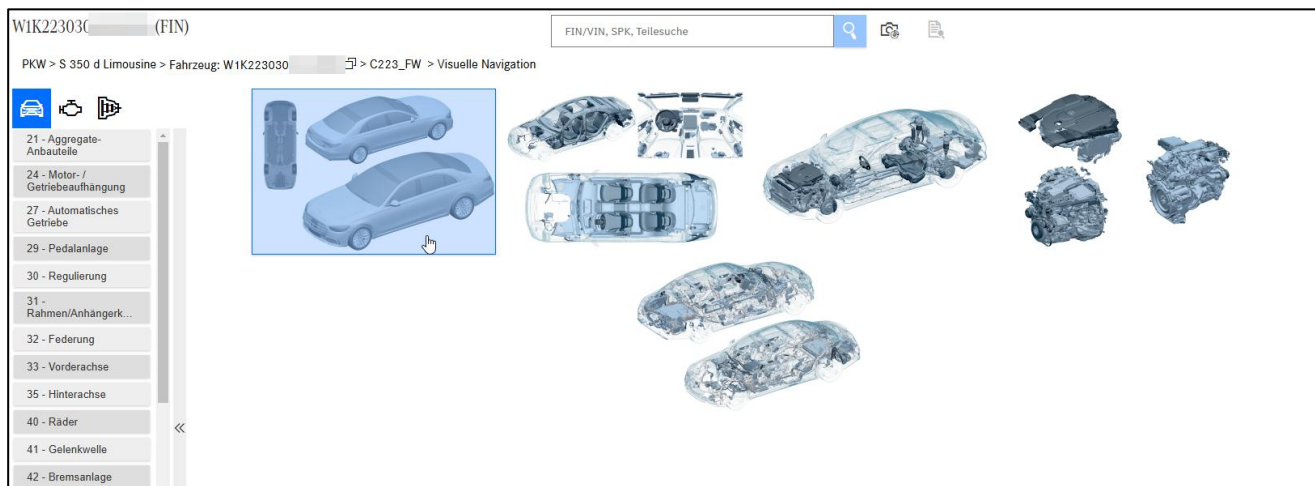 W1K223030 (FIN)
FIN/VIN, SPK, Teilesuche
PKW > S 350 d Limousine > Fahrzeug: W1K223030 > C223_FW > Visuelle Navigation
21 - Aggregate-
Anbauteile
24 - Motor- /
Getriebeaufhängung
27 - Automatisches
Getriebe
29 - Pedalanlage
30 - Regulierung
31 -
Rahmen/Anhängerk...
32 - Federung
33 - Vorderachse
35 - Hinterachse
40 - Räder
41 - Gelenkwelle
42 - Bremsanlage